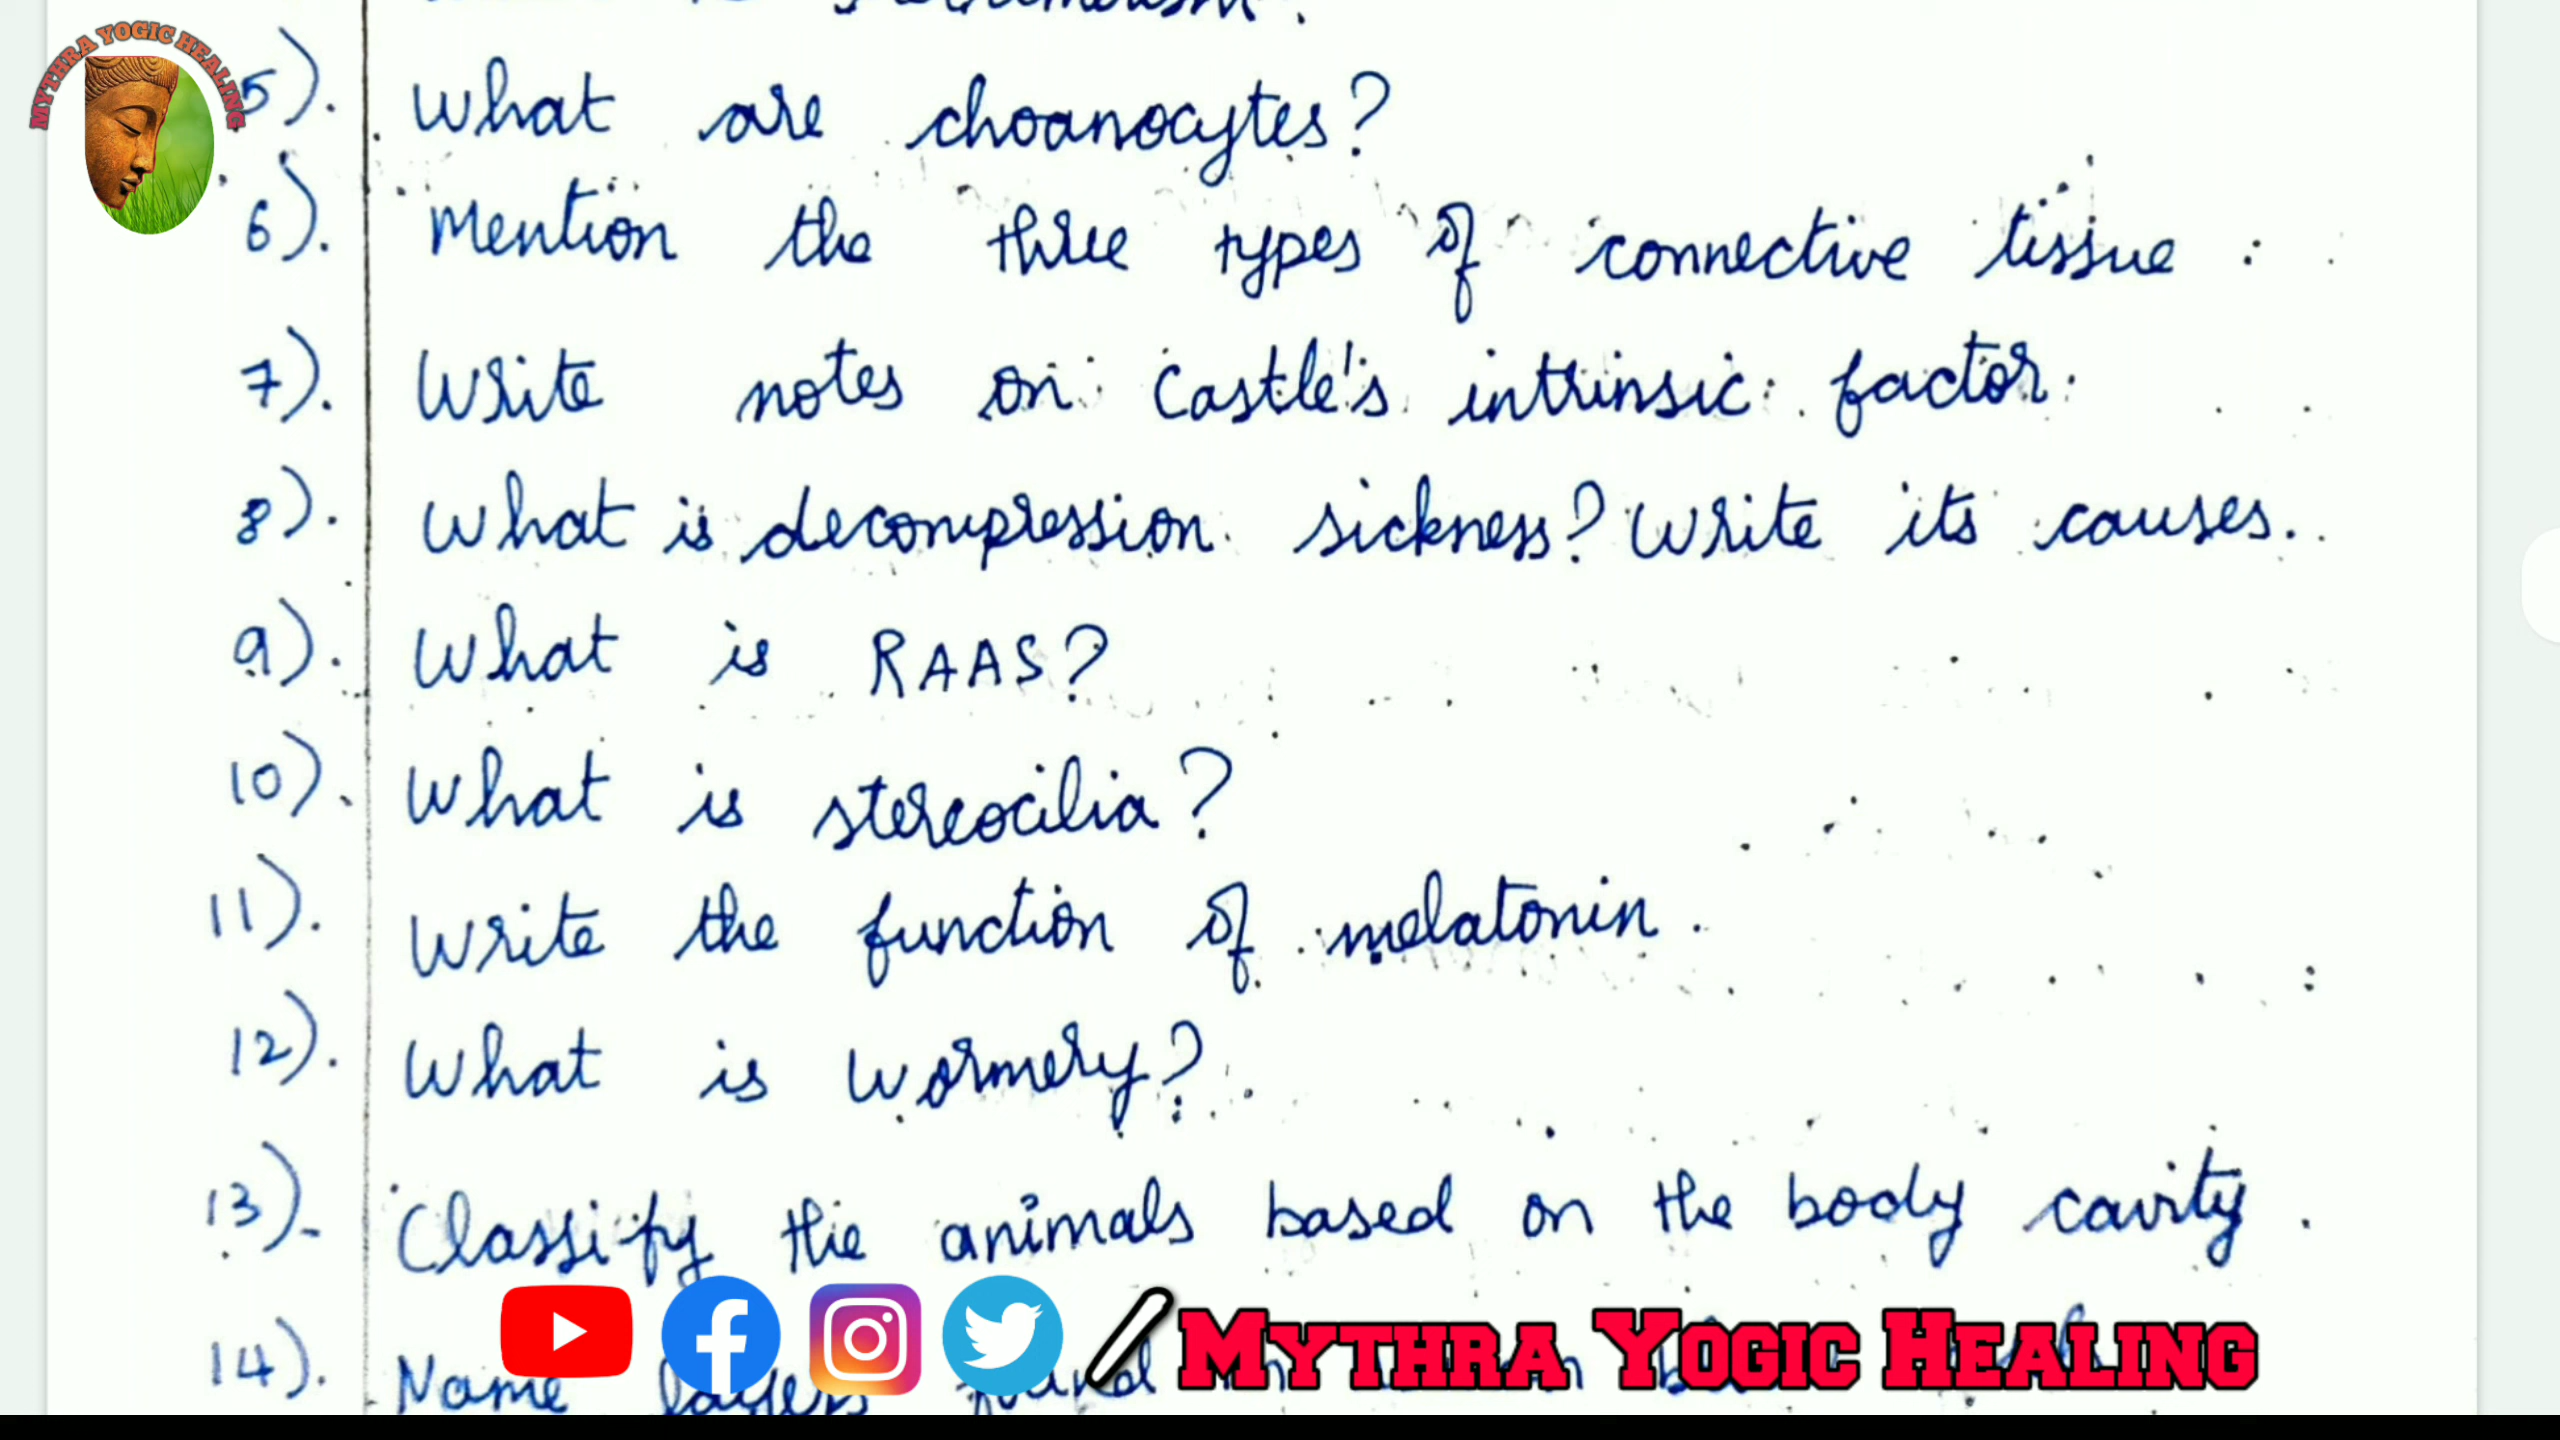 MYTHRA YOGIC HEALING
5). What are choanocytes?
6). Mention the three types of connective tissue :
7). Write notes on Castle's intrinsic factor.
8). What is decompression sickness? Write its causes.
9). What is RAAS?
10). What is stereocilia?
11). Write the function of melatonin.
12). What is wormery?
13). Classify the animals based on the body cavity.
14). Name layers found
MYTHRA YOGIC HEALING